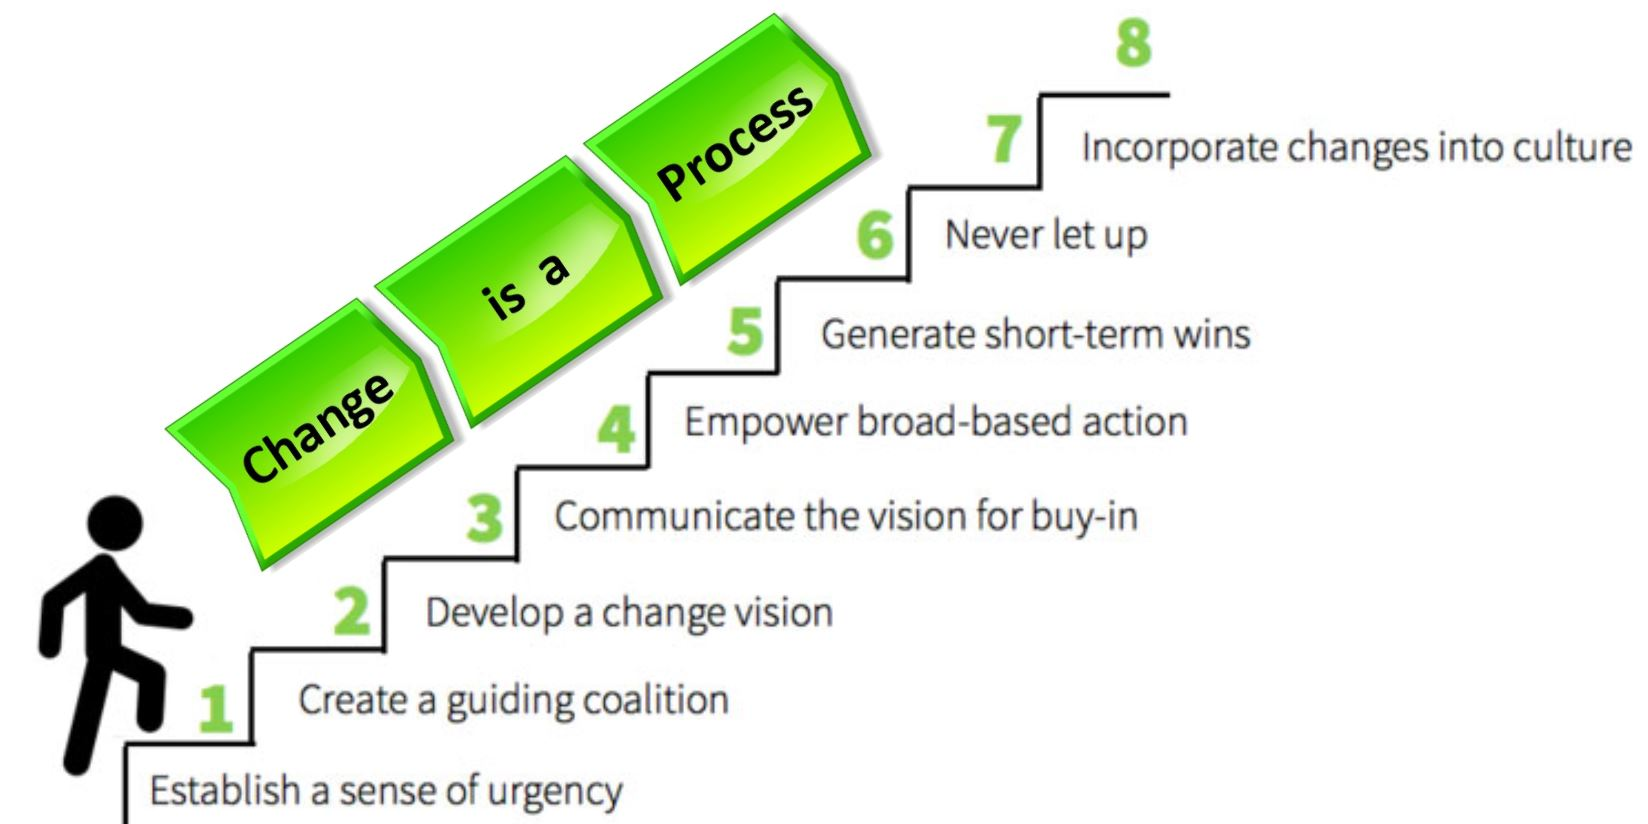 Change
is a
Process
8
Incorporate changes into culture
7
Never let up
6
Generate short-term wins
5
Empower broad-based action
4
Communicate the vision for buy-in
3
Develop a change vision
2
Create a guiding coalition
1
Establish a sense of urgency